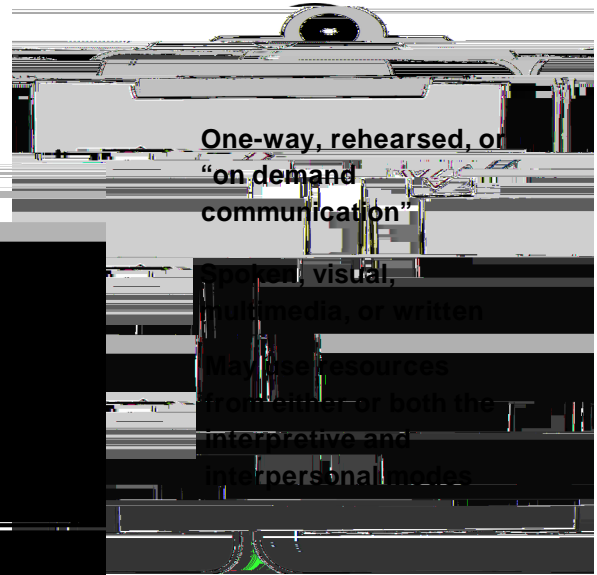 One-way, rehearsed, or
“on demand
communication”
Spoken, visual,
multimedia, or written
May use resources
from either or both the
interpretive and
interpersonal modes